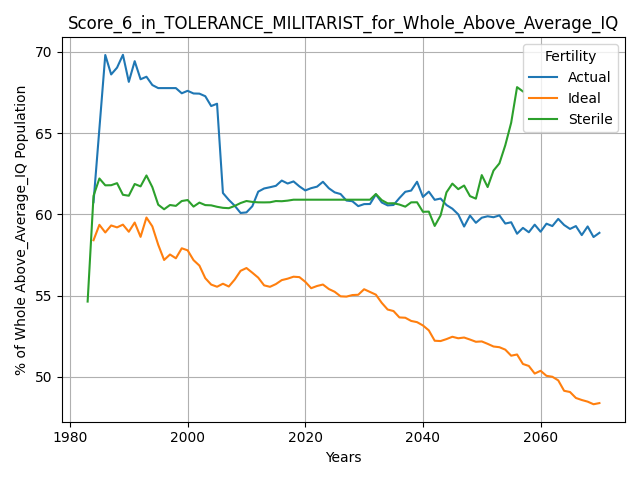 Score_6_in_TOLERANCE_MILITARIST_for_Whole_Above_Average_IQ
% of Whole Above_Average_IQ Population
70
65
60
55
50
Fertility
Actual
Ideal
Sterile
1980
2000
2020
2040
2060
Years